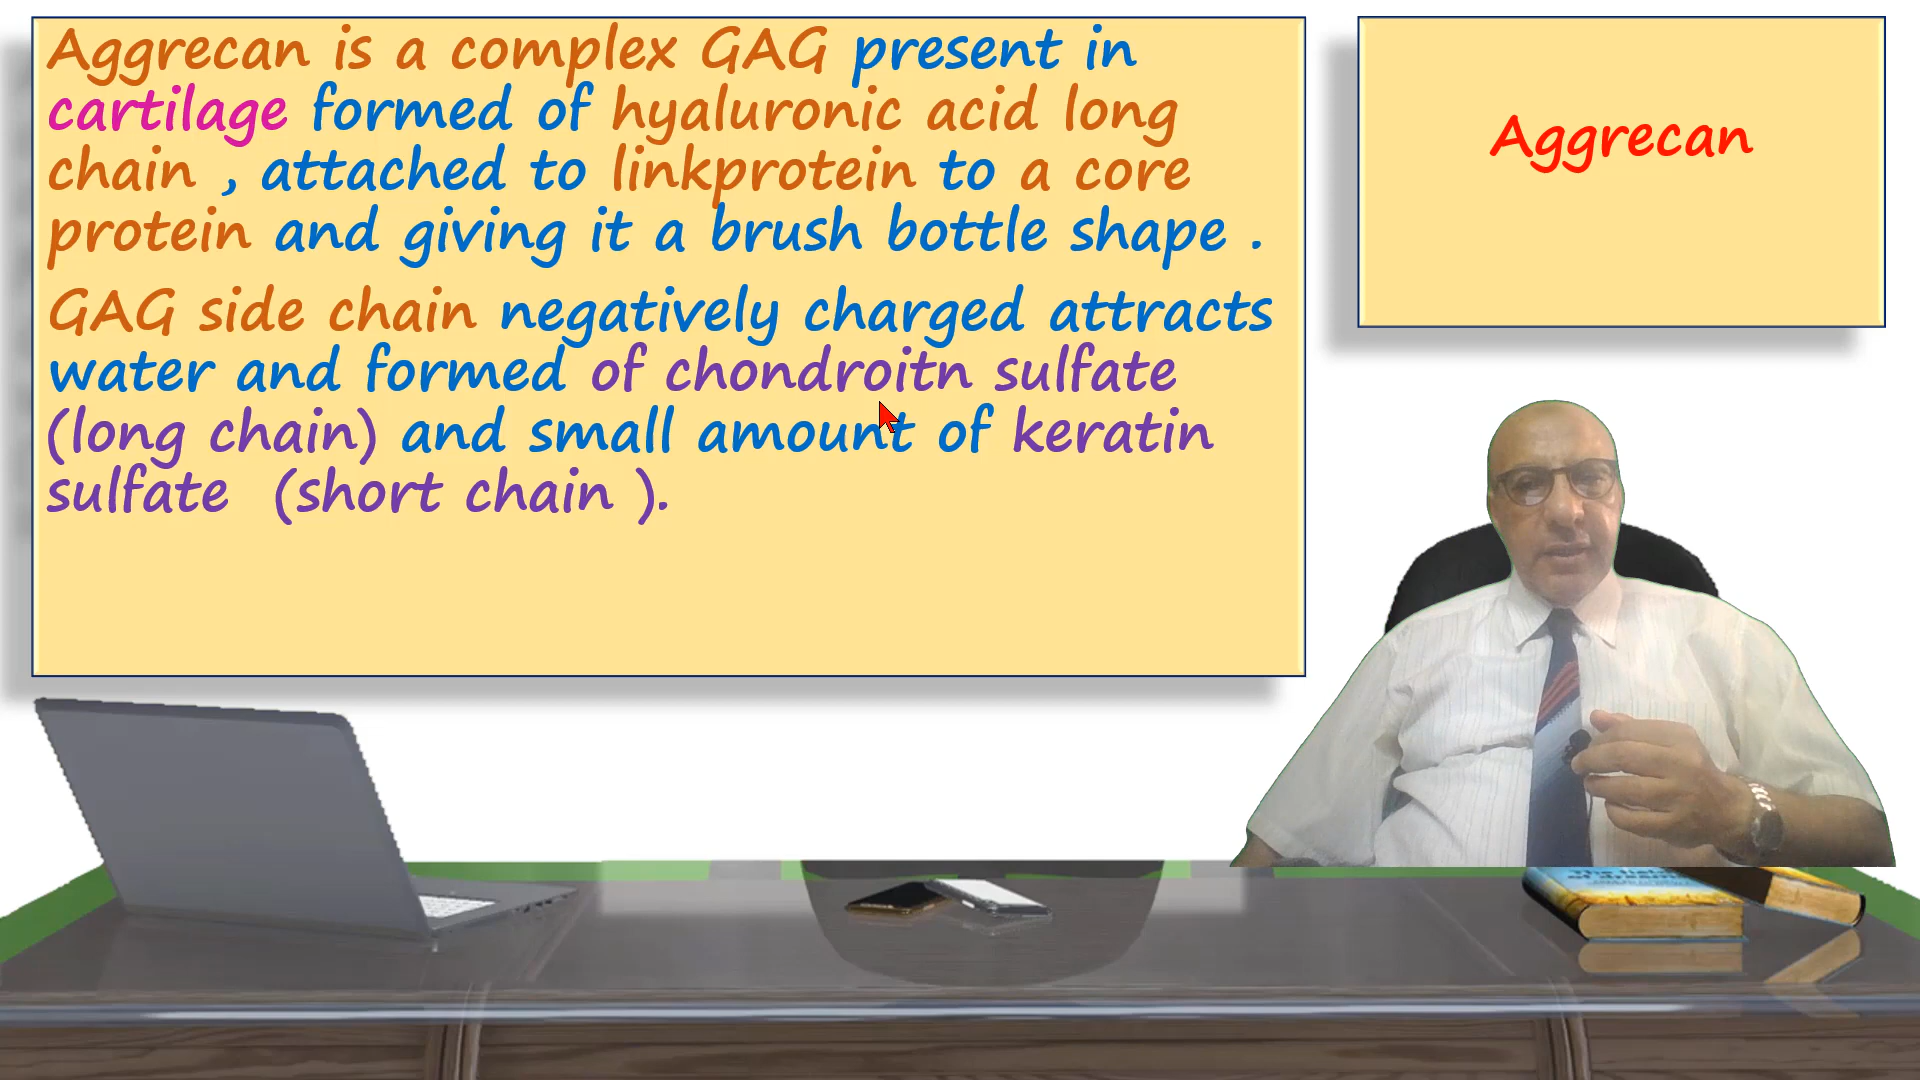 Aggrecan is a complex GAG present in
cartilage formed of hyaluronic acid long
chain , attached to linkprotein to a core
protein and giving it a brush bottle shape .
GAG side chain negatively charged attracts
water and formed of chondroitn sulfate
(long chain) and small amount of keratin
sulfate (short chain ).
Aggrecan